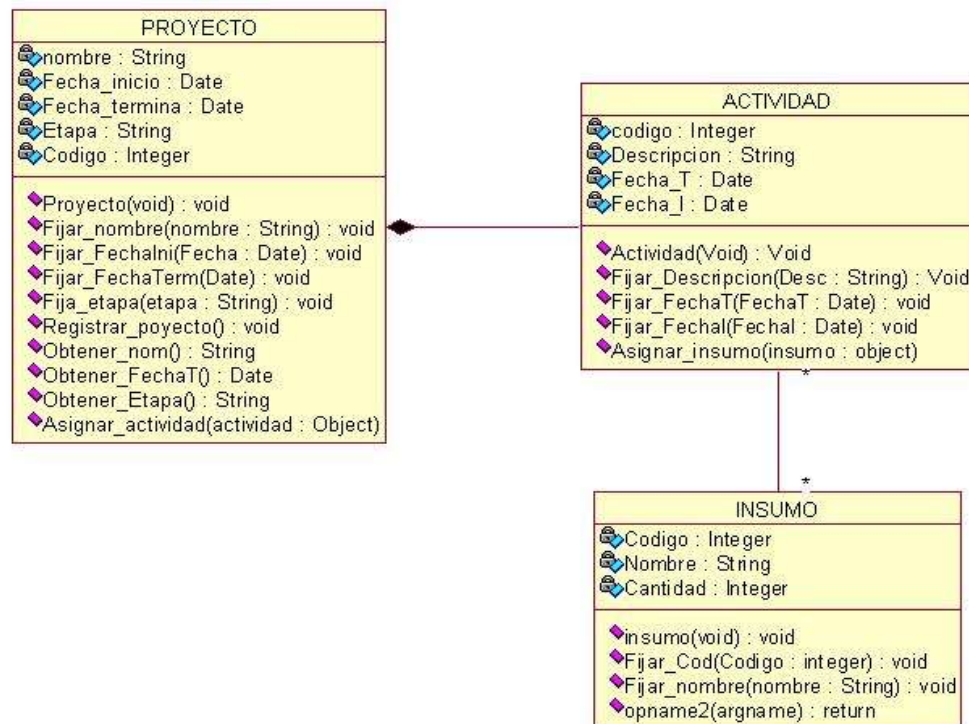 PROYECTO
nombre : String
Fecha_inicio : Date
Fecha_termina : Date
Etapa : String
Codigo : Integer
Proyecto(void) : void
Fijar_nombre(nombre : String) : void
Fijar_FechaIni(Fecha : Date) : void
Fijar_FechaTerm(Date) : void
Fija_etapa(etapa : String) : void
Registrar_poyecto() : void
Obtener_nom() : String
Obtener_FechaT() : Date
Obtener_Etapa() : String
Asignar_actividad(actividad : Object)
ACTIVIDAD
codigo : Integer
Descripcion : String
Fecha_T : Date
Fecha_I : Date
Actividad(Void) : Void
Fijar_Descripcion(Desc : String) : Void
Fijar_FechaT(FechaT : Date) : void
Fijar_FechaI(FechaI : Date) : void
Asignar_insumo(insumo : object)
*
*
INSUMO
Codigo : Integer
Nombre : String
Cantidad : Integer
insumo(void) : void
Fijar_Cod(Codigo : integer) : void
Fijar_nombre(nombre : String) : void
opname2(argname) : return